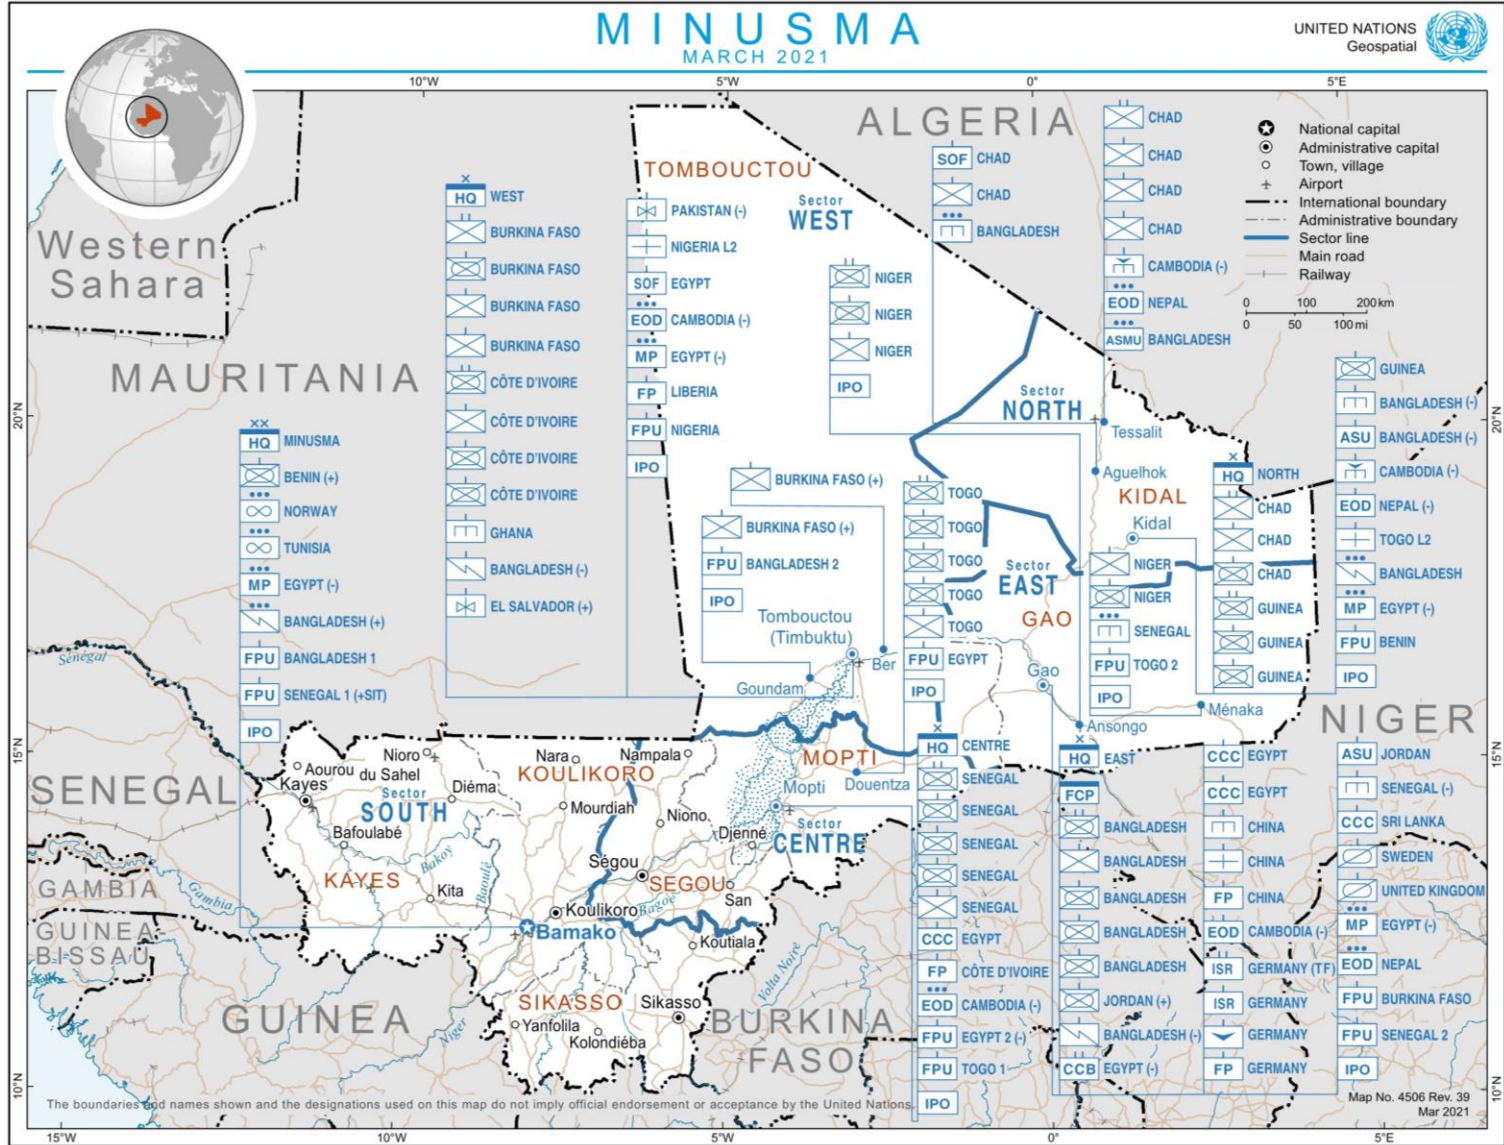 MINUSMA
MARCH 2021
UNITED NATIONS
Geospatial
10°W
5°W
0°
5°E
National capital
Administrative capital
Town, village
Airport
International boundary
Administrative boundary
Sector line
Main road
Railway
0 100 200 km
0 50 100 mi
ALGERIA
Western
Sahara
MAURITANIA
SENEGAL
GAMBIA
GUINEA
BISSAU
GUINEA
BURKINA
FASO
NIGER
TOMBOUCTOU
Sector
WEST
Sector
NORTH
KIDAL
Sector
EAST
GAO
MOPTI
Sector
CENTRE
KOULIKORO
Sector
SOUTH
KAYES
SEGOU
SIKASSO
XX
HQ MINUSMA
BENIN (+)
NORWAY
TUNISIA
MP EGYPT (-)
BANGLADESH (+)
FPU BANGLADESH 1
FPU SENEGAL 1 (+SIT)
IPO
X
HQ WEST
BURKINA FASO
BURKINA FASO
BURKINA FASO
BURKINA FASO
CÔTE D'IVOIRE
CÔTE D'IVOIRE
CÔTE D'IVOIRE
CÔTE D'IVOIRE
GHANA
BANGLADESH (-)
EL SALVADOR (+)
PAKISTAN (-)
NIGERIA L2
SOF EGYPT
EOD CAMBODIA (-)
MP EGYPT (-)
FP LIBERIA
FPU NIGERIA
IPO
BURKINA FASO (+)
BURKINA FASO (+)
FPU BANGLADESH 2
IPO
NIGER
NIGER
NIGER
IPO
SOF CHAD
CHAD
BANGLADESH
CHAD
CHAD
CHAD
CHAD
CAMBODIA (-)
EOD NEPAL
ASMU BANGLADESH
TOGO
TOGO
TOGO
TOGO
TOGO
FPU EGYPT
IPO
NIGER
NIGER
SENEGAL
FPU TOGO 2
IPO
X
HQ NORTH
CHAD
CHAD
CHAD
GUINEA
GUINEA
GUINEA
GUINEA
BANGLADESH (-)
ASU BANGLADESH (-)
CAMBODIA (-)
EOD NEPAL (-)
TOGO L2
BANGLADESH
MP EGYPT (-)
FPU BENIN
IPO
X
HQ CENTRE
SENEGAL
SENEGAL
SENEGAL
SENEGAL
SENEGAL
CCC EGYPT
FP CÔTE D'IVOIRE
EOD CAMBODIA (-)
FPU EGYPT 2 (-)
FPU TOGO 1
IPO
X
HQ EAST
FCP
BANGLADESH
BANGLADESH
BANGLADESH
BANGLADESH
BANGLADESH
JORDAN (+)
BANGLADESH (-)
CCB EGYPT (-)
CCC EGYPT
CCC EGYPT
CHINA
CHINA
FP CHINA
EOD CAMBODIA (-)
ISR GERMANY (TF)
ISR GERMANY
GERMANY
FP GERMANY
ASU JORDAN
SENEGAL (-)
CCC SRI LANKA
SWEDEN
UNITED KINGDOM
MP EGYPT (-)
EOD NEPAL
FPU BURKINA FASO
FPU SENEGAL 2
IPO
Tessalit
Aguelhok
Kidal
Tombouctou
(Timbuktu)
Ber
Goundam
Gao
Ansongo
Ménaka
Mopti
Douentza
Djenné
Nioro
du Sahel
Nara
Nampala
Aourou
Kayes
Diéma
Mourdiah
Niono
Bafoulabé
Kita
Ségou
San
Koulikoro
Bamako
Koutiala
Sikasso
Yanfolila
Kolondiéba
Senegal
Gambia
Bakoy
Baoulé
Bagoé
Niger
Volta Noire
20°N
15°N
10°N
20°N
15°N
10°N
The boundaries and names shown and the designations used on this map do not imply official endorsement or acceptance by the United Nations.
Map No. 4506 Rev. 39
Mar 2021
15°W
10°W
5°W
0°
5°E